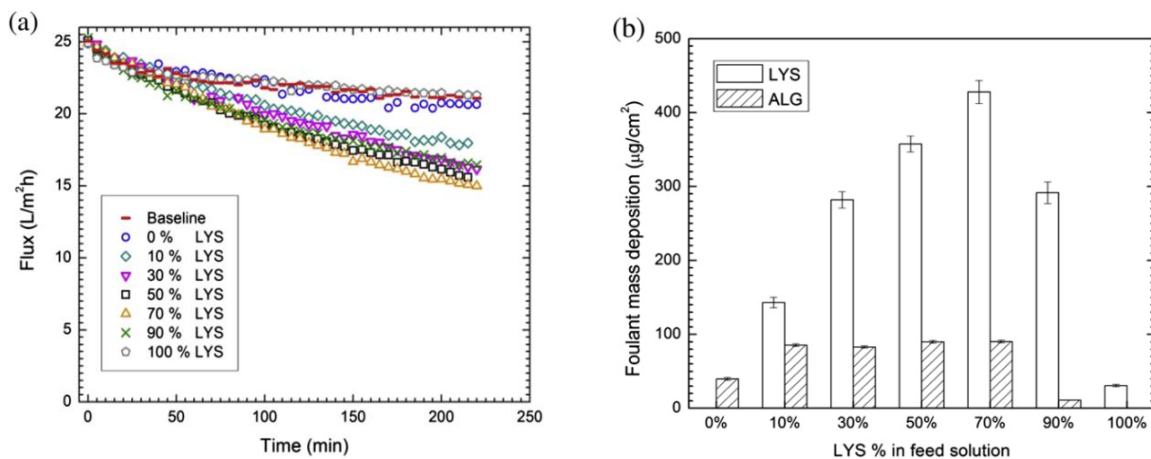 (a)
25
20
15
10
5
0
Flux (L/m²h)
Baseline
0 % LYS
10 % LYS
30 % LYS
50 % LYS
70 % LYS
90 % LYS
100 % LYS
0 50 100 150 200 250
Time (min)
(b)
500
400
300
200
100
0
Foulant mass deposition (μg/cm²)
LYS
ALG
0% 10% 30% 50% 70% 90% 100%
LYS % in feed solution